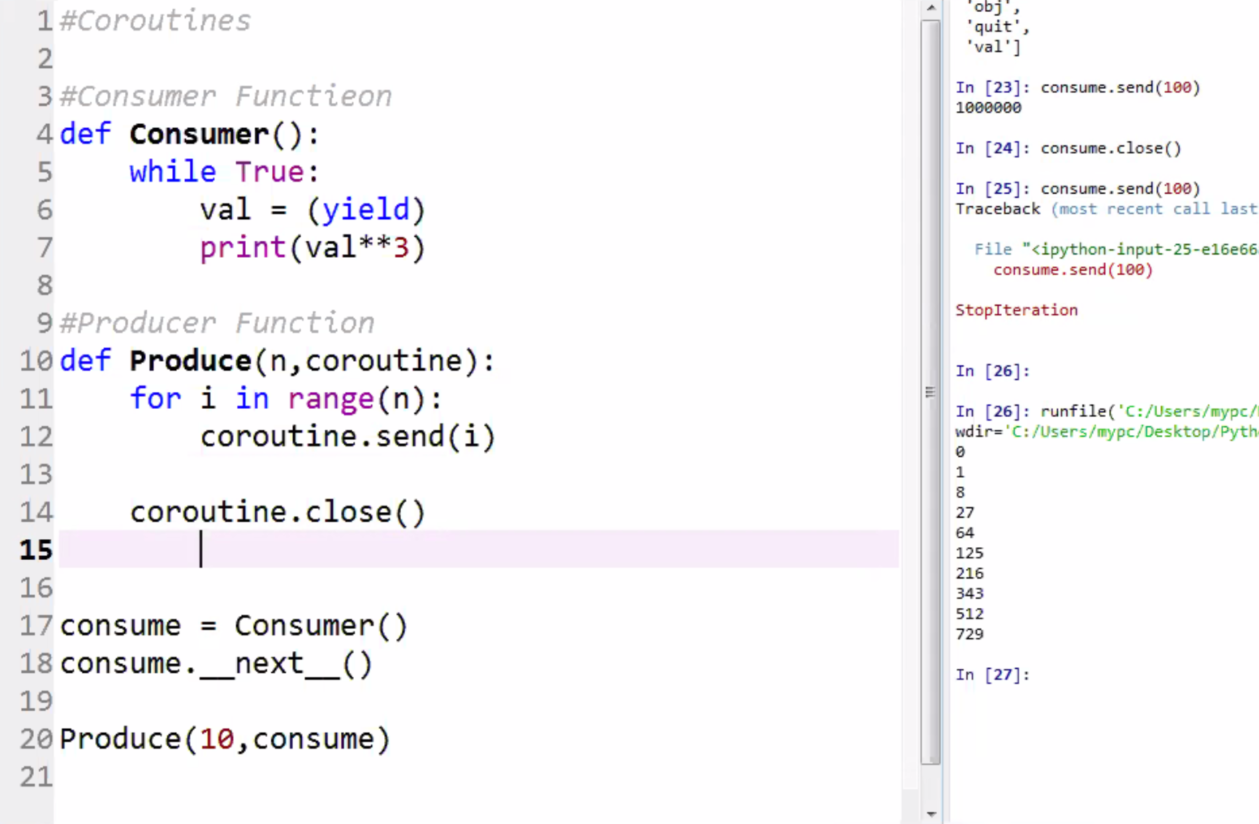 1 #Coroutines
2
3 #Consumer Functieon
4 def Consumer():
5     while True:
6         val = (yield)
7         print(val**3)
8
9 #Producer Function
10 def Produce(n,coroutine):
11     for i in range(n):
12         coroutine.send(i)
13
14     coroutine.close()
15
16
17 consume = Consumer()
18 consume.__next__()
19
20 Produce(10,consume)
21
'obj',
'quit',
'val']
In [23]: consume.send(100)
1000000
In [24]: consume.close()
In [25]: consume.send(100)
Traceback (most recent call last
File "<ipython-input-25-e16e66
consume.send(100)
StopIteration
In [26]:
In [26]: runfile('C:/Users/mypc/
wdir='C:/Users/mypc/Desktop/Pyth
0
1
8
27
64
125
216
343
512
729
In [27]: